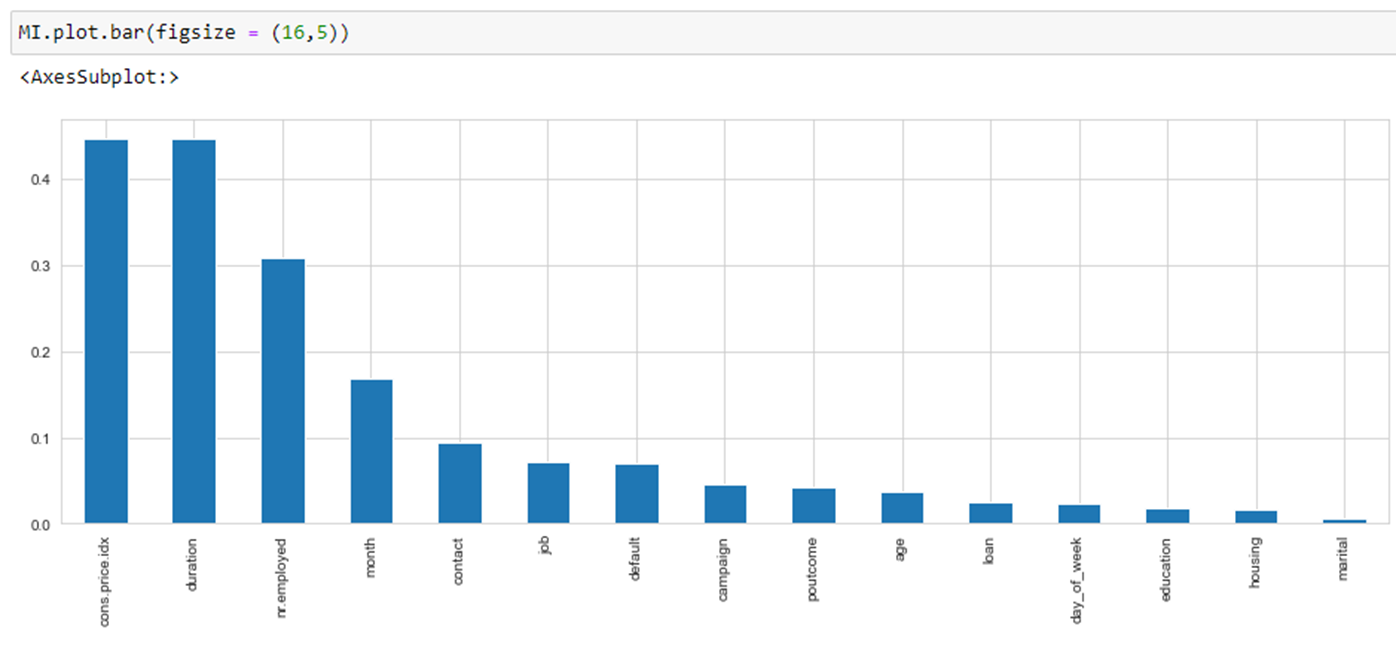 MI.plot.bar(figsize = (16,5))
<AxesSubplot:>
0.4
0.3
0.2
0.1
0.0
cons.price.idx
duration
nr.employed
month
contact
job
default
campaign
poutcome
age
loan
day_of_week
education
housing
marital